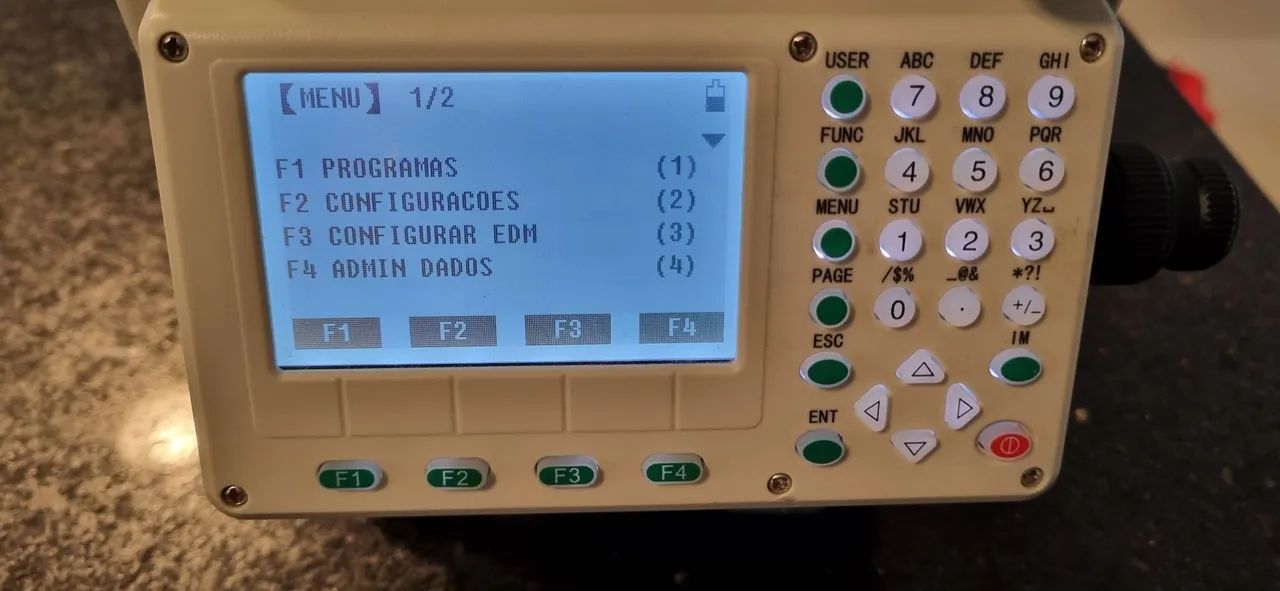 【MENU】 1/2
F1 PROGRAMAS (1)
F2 CONFIGURACOES (2)
F3 CONFIGURAR EDM (3)
F4 ADMIN DADOS (4)
F1 F2 F3 F4
F1 F2 F3 F4
USER ABC DEF GHI
7 8 9
FUNC JKL MNO PQR
4 5 6
MENU STU VWX YZ␣
1 2 3
PAGE /$% _@& *?!
0 . +/-
ESC IM
ENT